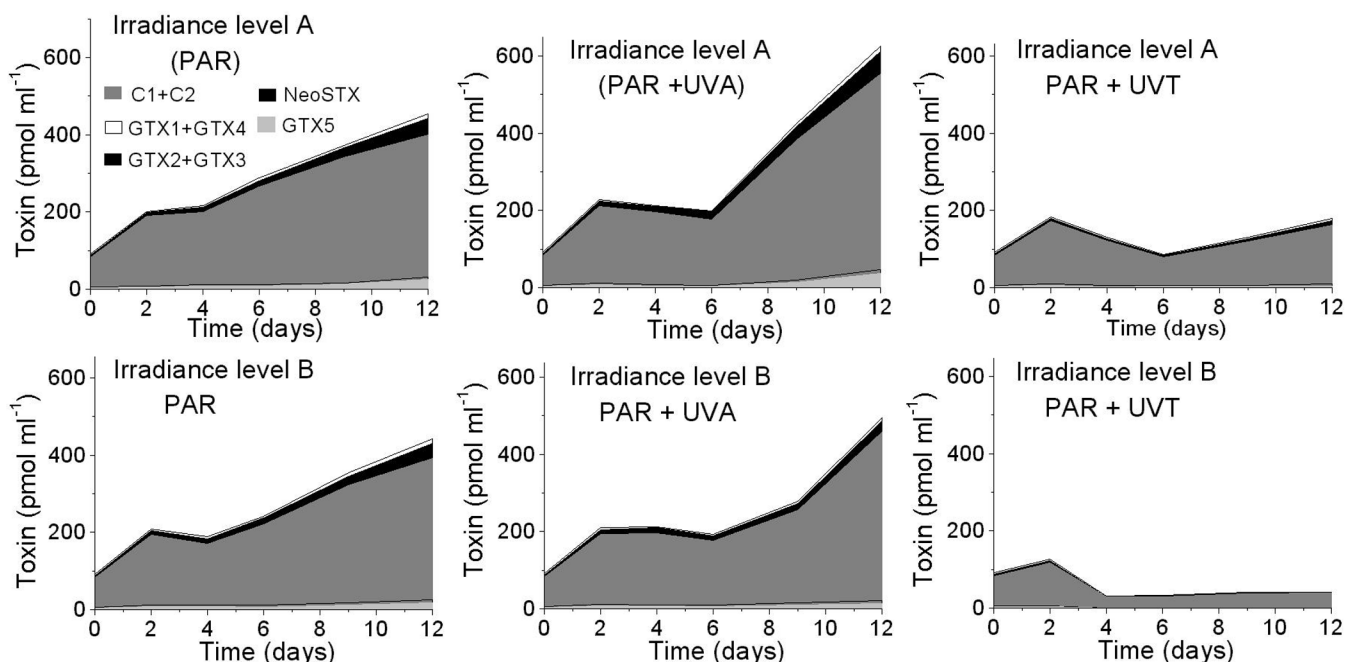 Irradiance level A
(PAR)
C1+C2
NeoSTX
GTX1+GTX4
GTX5
GTX2+GTX3
Toxin (pmol ml⁻¹)
600
400
200
0
0 2 4 6 8 10 12
Time (days)
Irradiance level A
(PAR +UVA)
Toxin (pmol ml⁻¹)
600
400
200
0
0 2 4 6 8 10 12
Time (days)
Irradiance level A
PAR + UVT
Toxin (pmol ml⁻¹)
600
400
200
0
0 2 4 6 8 10 12
Time (days)
Irradiance level B
PAR
Toxin (pmol ml⁻¹)
600
400
200
0
0 2 4 6 8 10 12
Time (days)
Irradiance level B
PAR + UVA
Toxin (pmol ml⁻¹)
600
400
200
0
0 2 4 6 8 10 12
Time (days)
Irradiance level B
PAR + UVT
Toxin (pmol ml⁻¹)
600
400
200
0
0 2 4 6 8 10 12
Time (days)